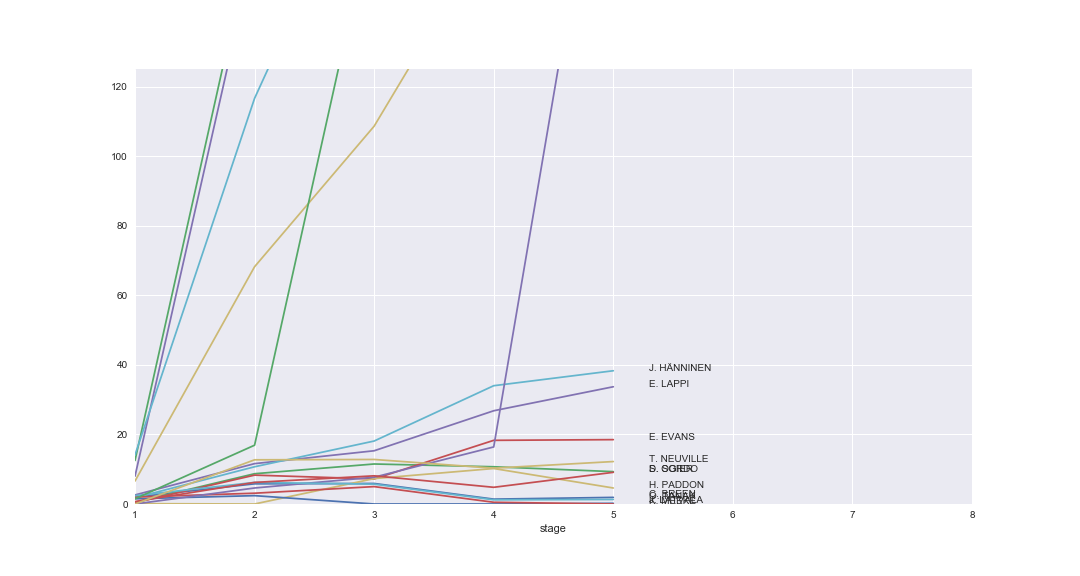 120
100
80
60
40
20
0
J. HÄNNINEN
E. LAPPI
E. EVANS
T. NEUVILLE
H. PADDON
1
2
3
4
5
6
7
8
stage